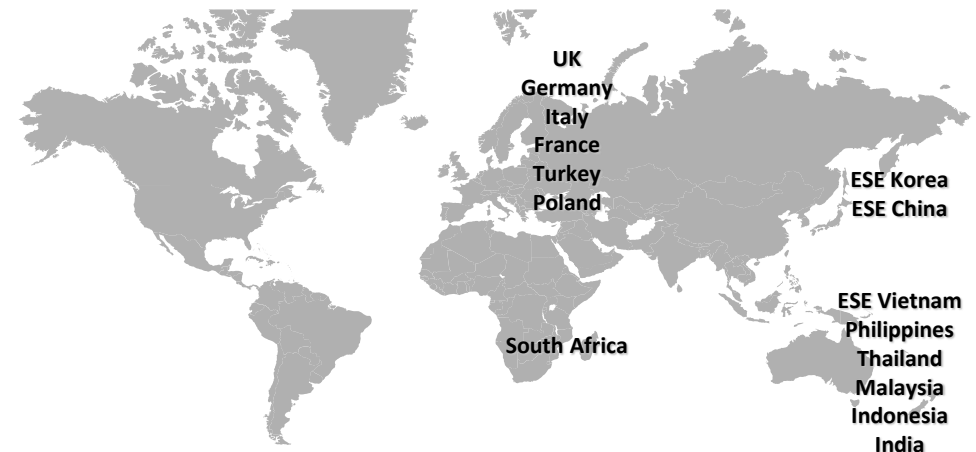 UK
Germany
Italy
France
Turkey
Poland
ESE Korea
ESE China
South Africa
ESE Vietnam
Philippines
Thailand
Malaysia
Indonesia
India